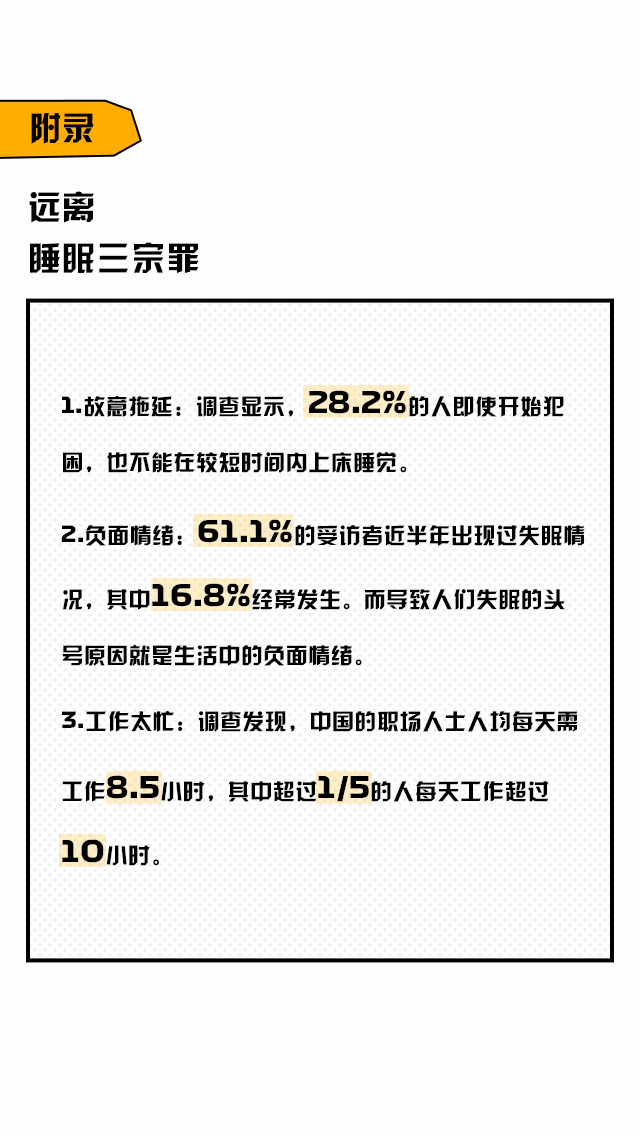 附录
远离
睡眠三宗罪
1.故意拖延：调查显示，28.2%的人即使开始犯
困，也不能在较短时间内上床睡觉。
2.负面情绪：61.1%的受访者近半年出现过失眠情
况，其中16.8%经常发生。而导致人们失眠的头
号原因就是生活中的负面情绪。
3.工作太忙：调查发现，中国的职场人士人均每天需
工作8.5小时，其中超过1/5的人每天工作超过
10小时。